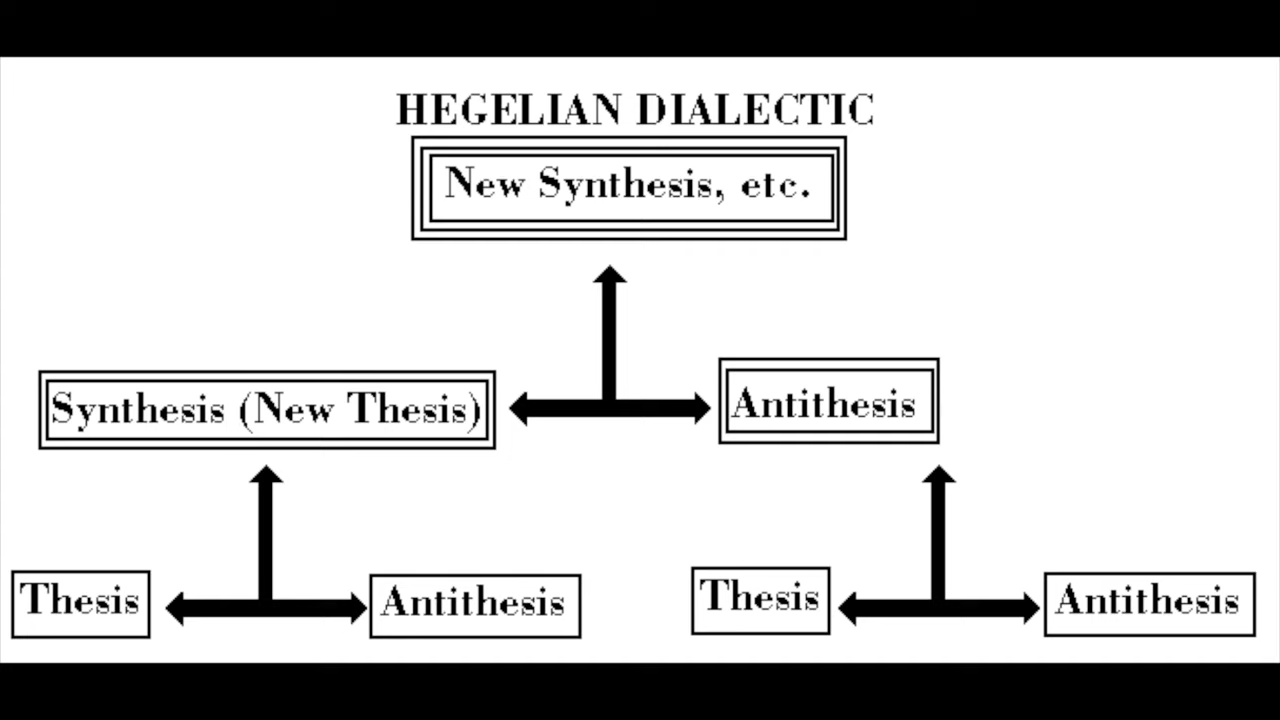 HEGELIAN DIALECTIC
New Synthesis, etc.
Synthesis (New Thesis)
Antithesis
Thesis
Antithesis
Thesis
Antithesis